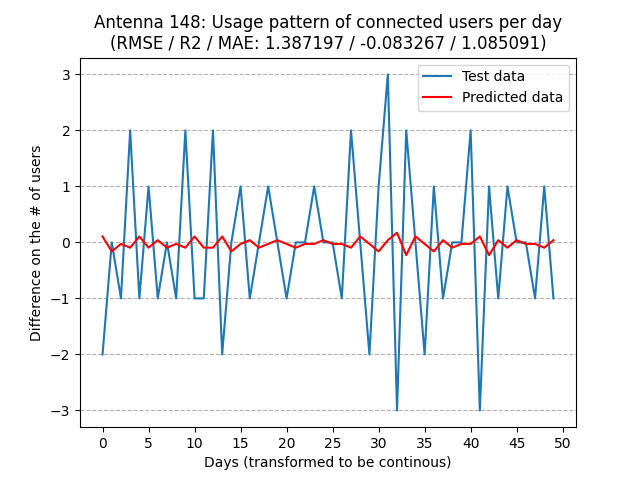 Antenna 148: Usage pattern of connected users per day
(RMSE / R2 / MAE: 1.387197 / -0.083267 / 1.085091)
Test data
Predicted data
3
2
1
0
−1
−2
−3
Difference on the # of users
0 5 10 15 20 25 30 35 40 45 50
Days (transformed to be continous)